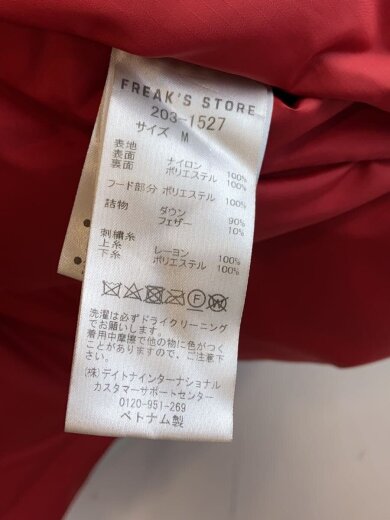 FREAK'S STORE
203-1527
サイズ M
表地
表面 ナイロン 100%
裏面 ポリエステル 100%
フード部分 ポリエステル 100%
詰物 ダウン 90%
フェザー 10%
刺繍糸
上糸 レーヨン 100%
下糸 ポリエステル 100%
F W
洗濯は必ずドライクリーニング
でお願いします。
着用中摩擦で他の物に色がつく
ことがありますので、ご注意下
さい。
(株)デイトナインターナショナル
カスタマーサポートセンター
0120-951-269
ベトナム製